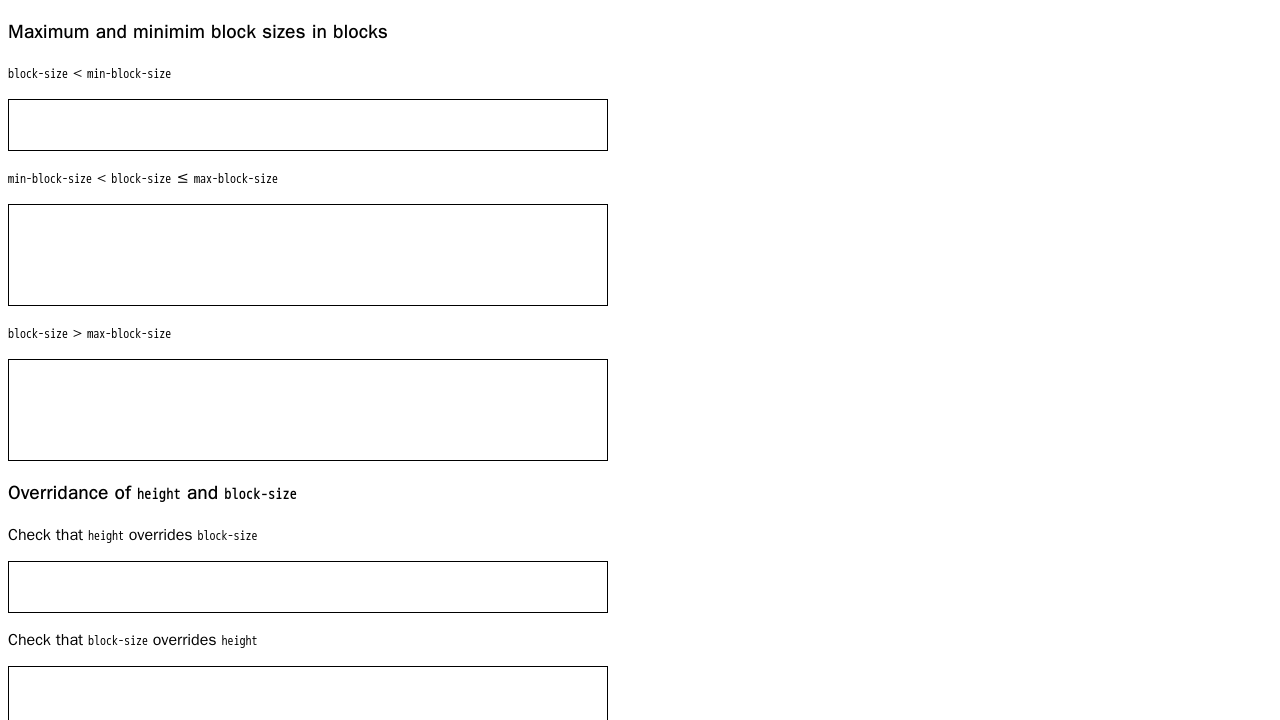 Maximum and minimim block sizes in blocks
block-size < min-block-size
min-block-size < block-size ≤ max-block-size
block-size > max-block-size
Overridance of height and block-size
Check that height overrides block-size
Check that block-size overrides height